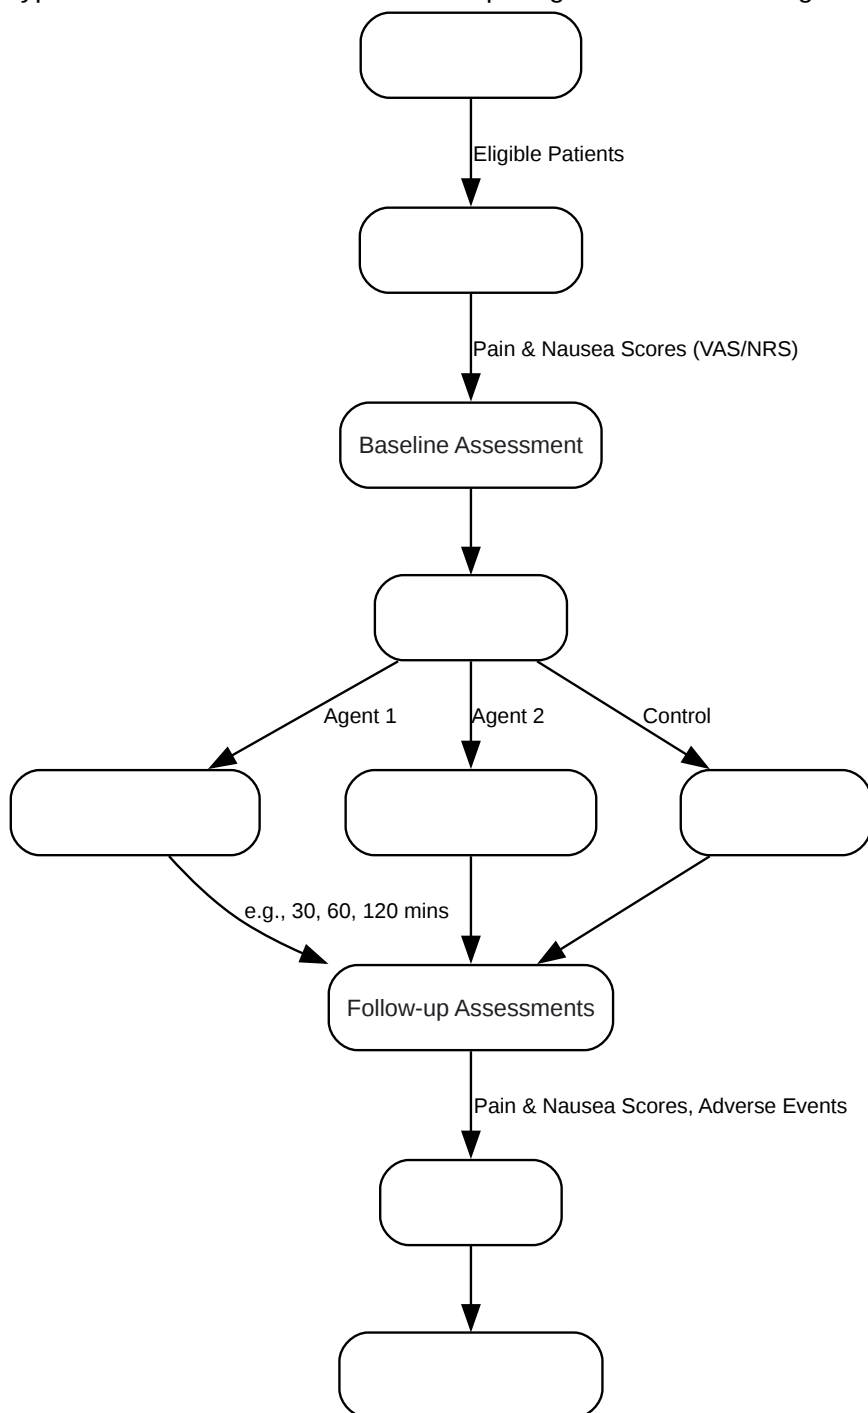 Eligible Patients
Pain & Nausea Scores (VAS/NRS)
Baseline Assessment
Agent 1
Agent 2
Control
e.g., 30, 60, 120 mins
Follow-up Assessments
Pain & Nausea Scores, Adverse Events